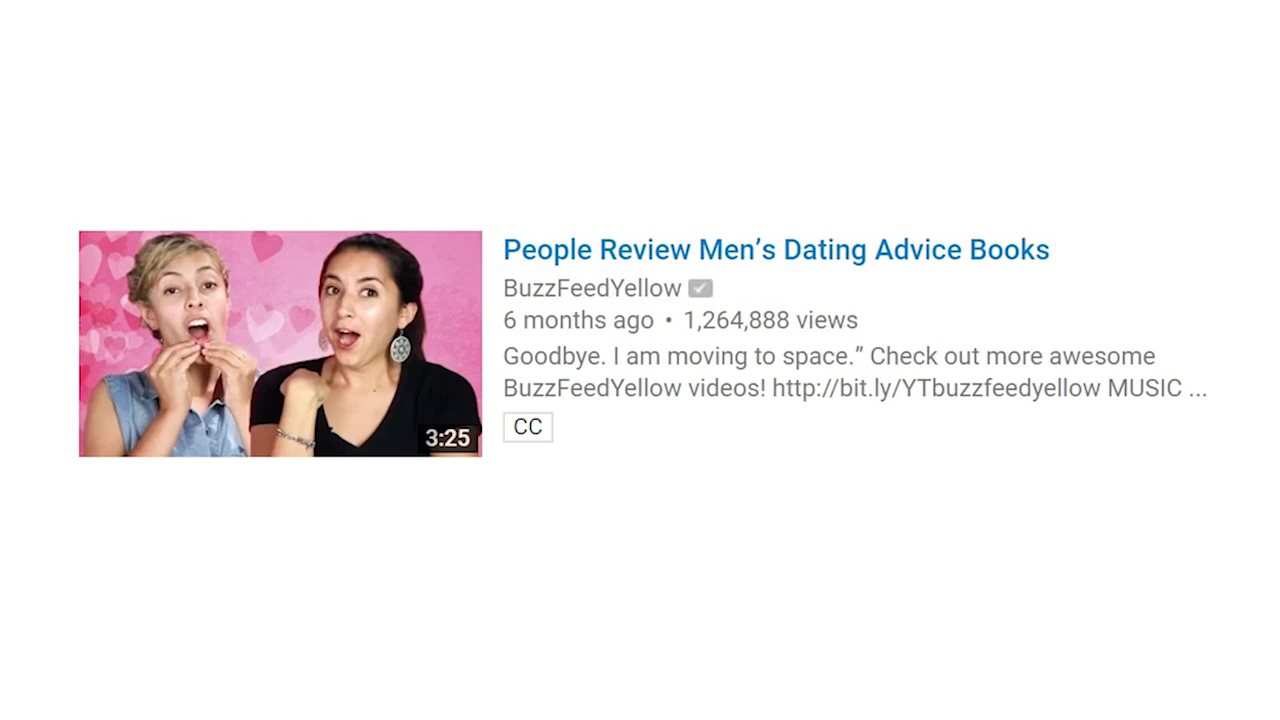 People Review Men’s Dating Advice Books
BuzzFeedYellow
6 months ago • 1,264,888 views
Goodbye. I am moving to space.” Check out more awesome
BuzzFeedYellow videos! http://bit.ly/YTbuzzfeedyellow MUSIC ...
3:25
CC